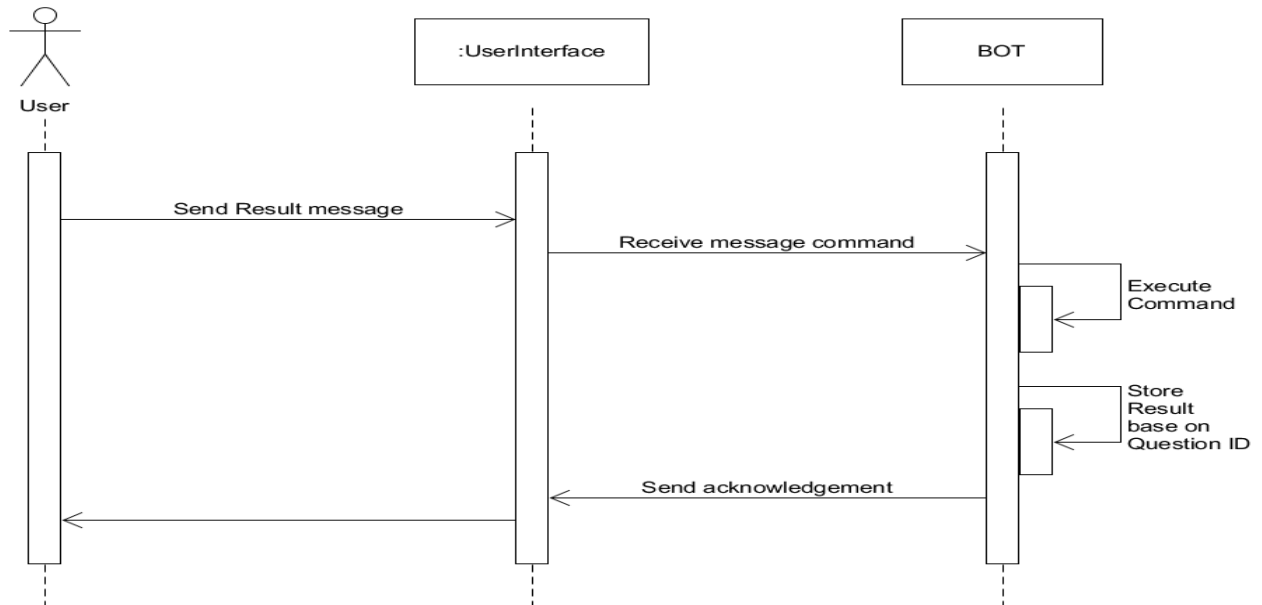 :UserInterface
BOT
User
Send Result message
Receive message command
Execute
Command
Store
Result
base on
Question ID
Send acknowledgement